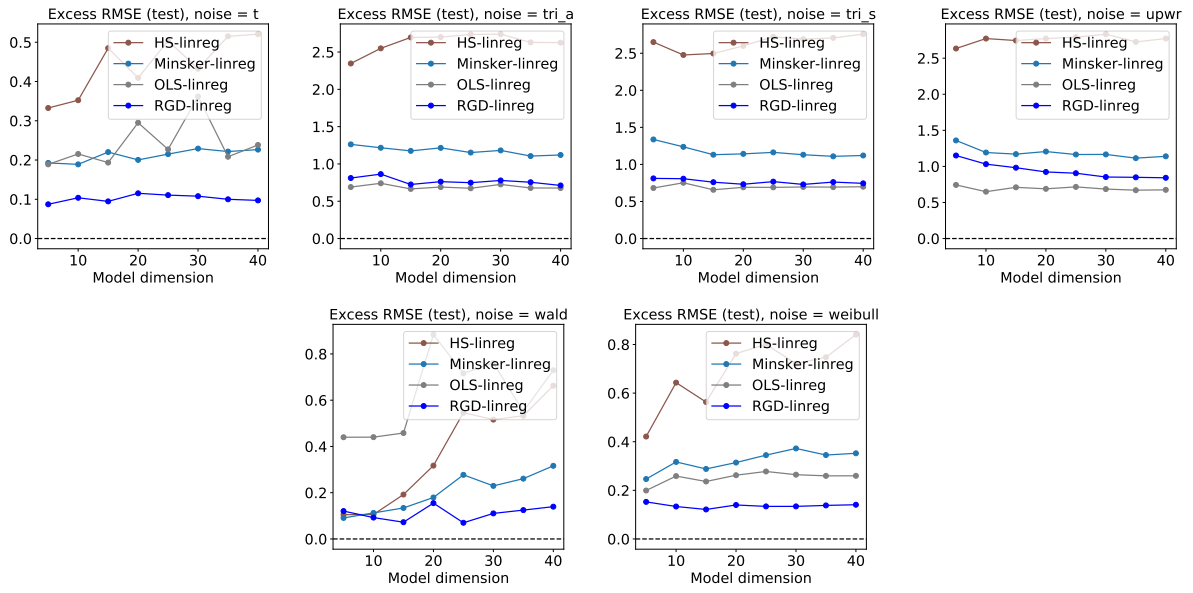 Excess RMSE (test), noise = t
HS-linreg
Minsker-linreg
OLS-linreg
RGD-linreg
0.5
0.4
0.3
0.2
0.1
0.0
10 20 30 40
Model dimension
Excess RMSE (test), noise = tri_a
HS-linreg
Minsker-linreg
OLS-linreg
RGD-linreg
2.5
2.0
1.5
1.0
0.5
0.0
10 20 30 40
Model dimension
Excess RMSE (test), noise = tri_s
HS-linreg
Minsker-linreg
OLS-linreg
RGD-linreg
2.5
2.0
1.5
1.0
0.5
0.0
10 20 30 40
Model dimension
Excess RMSE (test), noise = upwr
HS-linreg
Minsker-linreg
OLS-linreg
RGD-linreg
2.5
2.0
1.5
1.0
0.5
0.0
10 20 30 40
Model dimension
Excess RMSE (test), noise = wald
HS-linreg
Minsker-linreg
OLS-linreg
RGD-linreg
0.8
0.6
0.4
0.2
0.0
10 20 30 40
Model dimension
Excess RMSE (test), noise = weibull
HS-linreg
Minsker-linreg
OLS-linreg
RGD-linreg
0.8
0.6
0.4
0.2
0.0
10 20 30 40
Model dimension